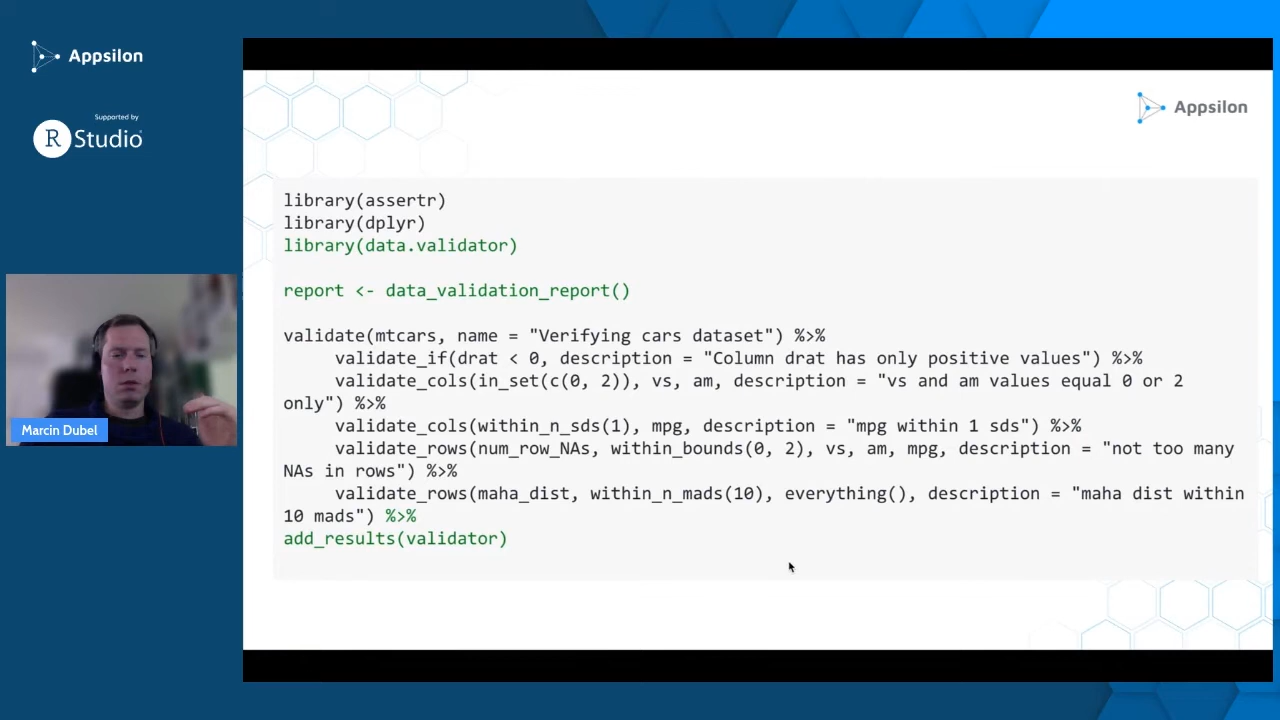 Appsilon
Supported by
R Studio
Appsilon
library(assertr)
library(dplyr)
library(data.validator)
report <- data_validation_report()
validate(mtcars, name = "Verifying cars dataset") %>%
validate_if(drat < 0, description = "Column drat has only positive values") %>%
validate_cols(in_set(c(0, 2)), vs, am, description = "vs and am values equal 0 or 2
only") %>%
validate_cols(within_n_sds(1), mpg, description = "mpg within 1 sds") %>%
validate_rows(num_row_NAs, within_bounds(0, 2), vs, am, mpg, description = "not too many
NAs in rows") %>%
validate_rows(maha_dist, within_n_mads(10), everything(), description = "maha dist within
10 mads") %>%
add_results(validator)
Marcin Dubel